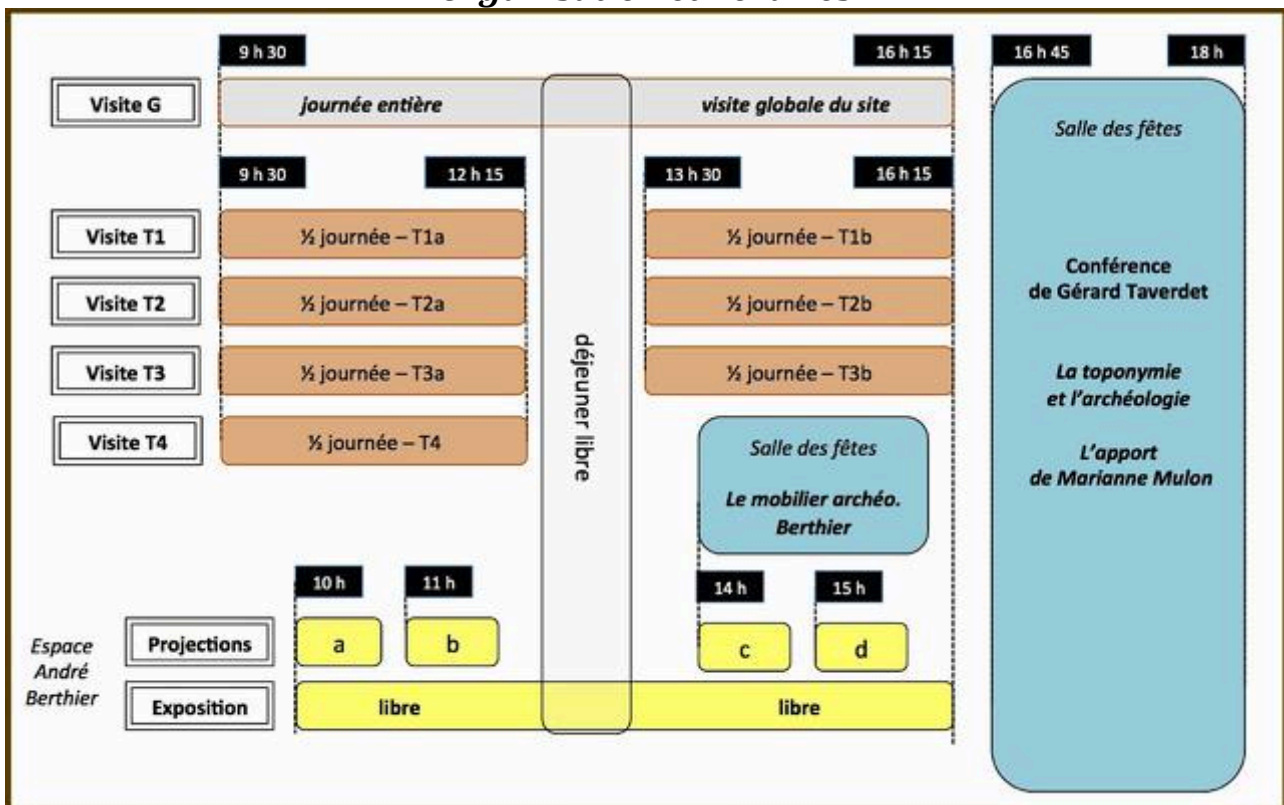 9 h 30
16 h 15
16 h 45
18 h
Visite G
journée entière
visite globale du site
Salle des fêtes
9 h 30
12 h 15
13 h 30
16 h 15
Visite T1
½ journée – T1a
½ journée – T1b
Conférence
de Gérard Taverdet
Visite T2
½ journée – T2a
½ journée – T2b
Visite T3
½ journée – T3a
½ journée – T3b
La toponymie
et l'archéologie
Visite T4
½ journée – T4
L'apport
de Marianne Mulon
déjeuner libre
Salle des fêtes
Le mobilier archéo.
Berthier
10 h
11 h
14 h
15 h
Espace
André
Berthier
Projections
a
b
c
d
Exposition
libre
libre